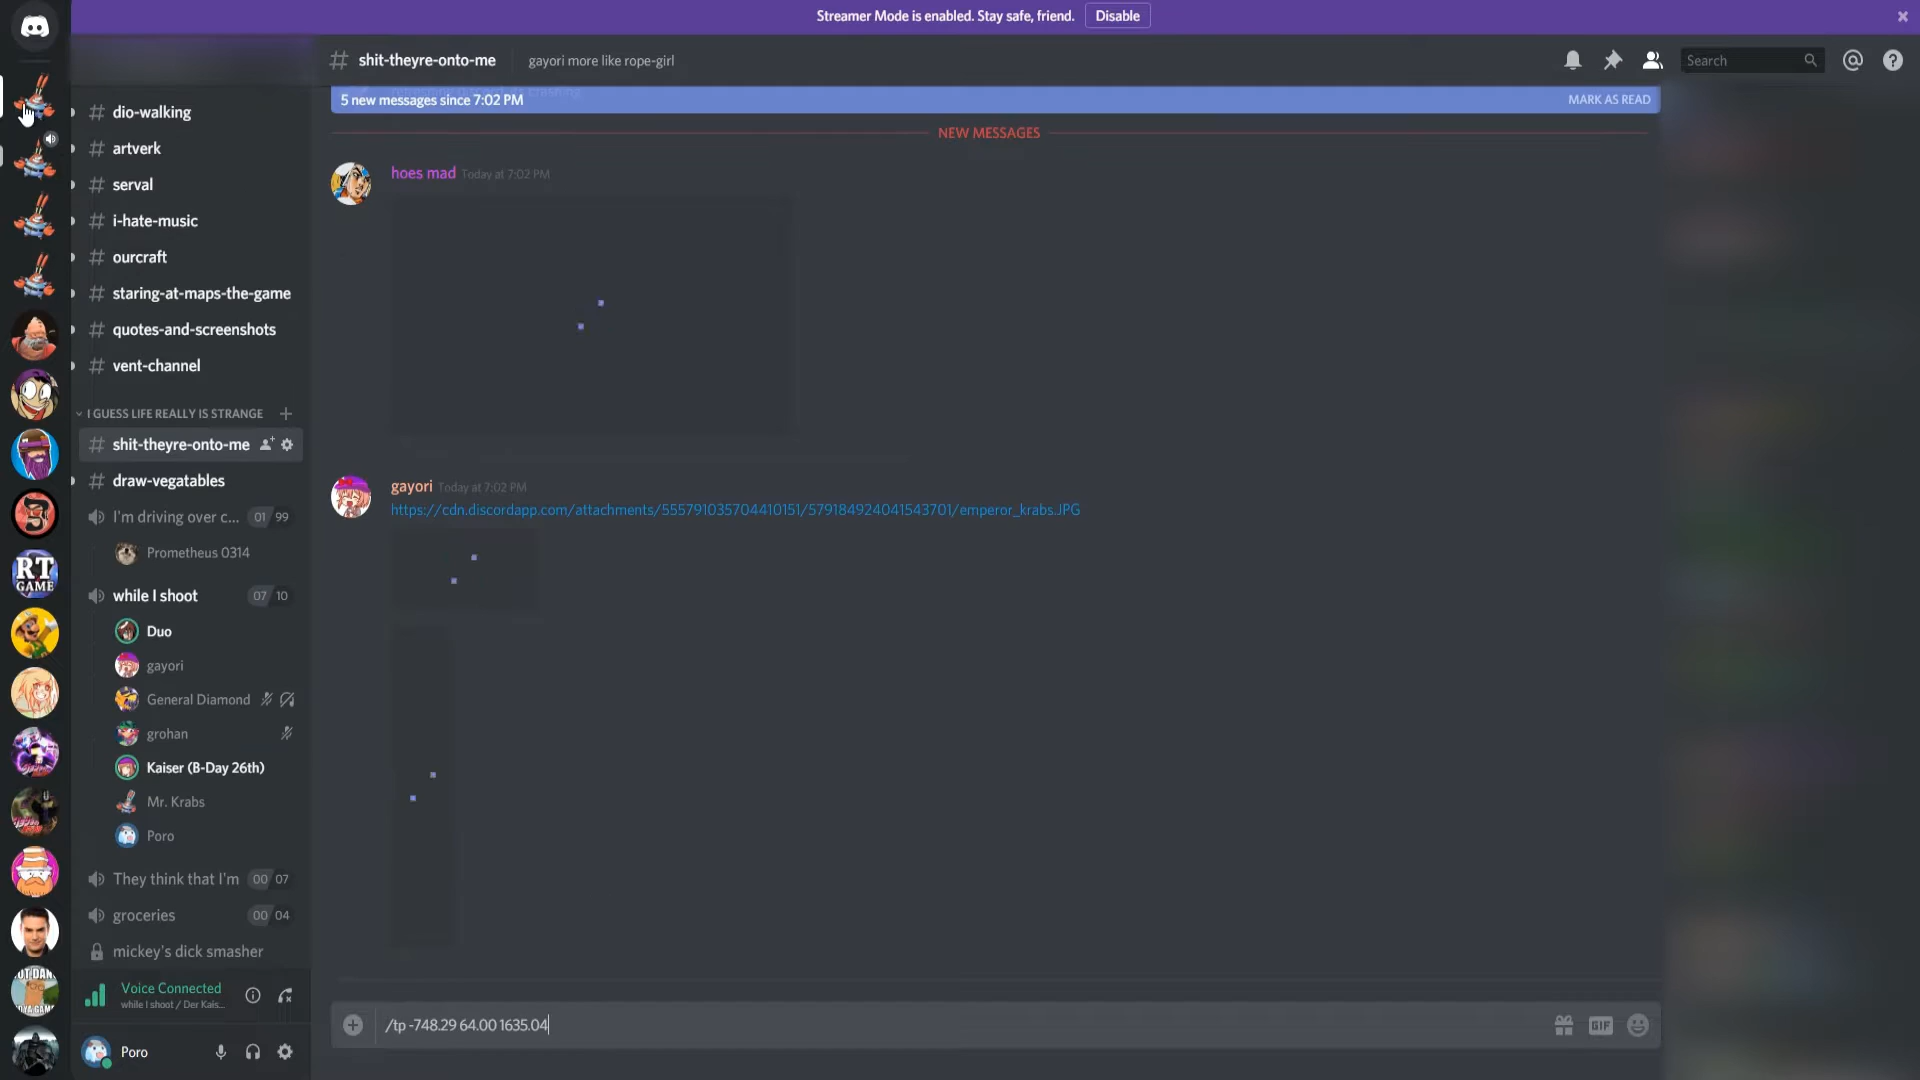 Streamer Mode is enabled. Stay safe, friend. Disable
shit-theyre-onto-me gayori more like rope-girl
Search
5 new messages since 7:02 PM MARK AS READ
NEW MESSAGES
dio-walking
artverk
serval
i-hate-music
ourcraft
staring-at-maps-the-game
quotes-and-screenshots
vent-channel
I GUESS LIFE REALLY IS STRANGE
shit-theyre-onto-me
draw-vegatables
I'm driving over c... 01 99
Prometheus 0314
while I shoot 07 10
Duo
gayori
General Diamond
grohan
Kaiser (B-Day 26th)
Mr. Krabs
Poro
They think that I'm 00 07
groceries 00 04
mickey's dick smasher
Voice Connected
while I shoot / Der Kais...
Poro
RT
GAME
hoes mad Today at 7:02 PM
gayori Today at 7:02 PM
https://cdn.discordapp.com/attachments/555791035704410151/579184924041543701/emperor_krabs.JPG
/tp -748.29 64.00 1635.04
GIF